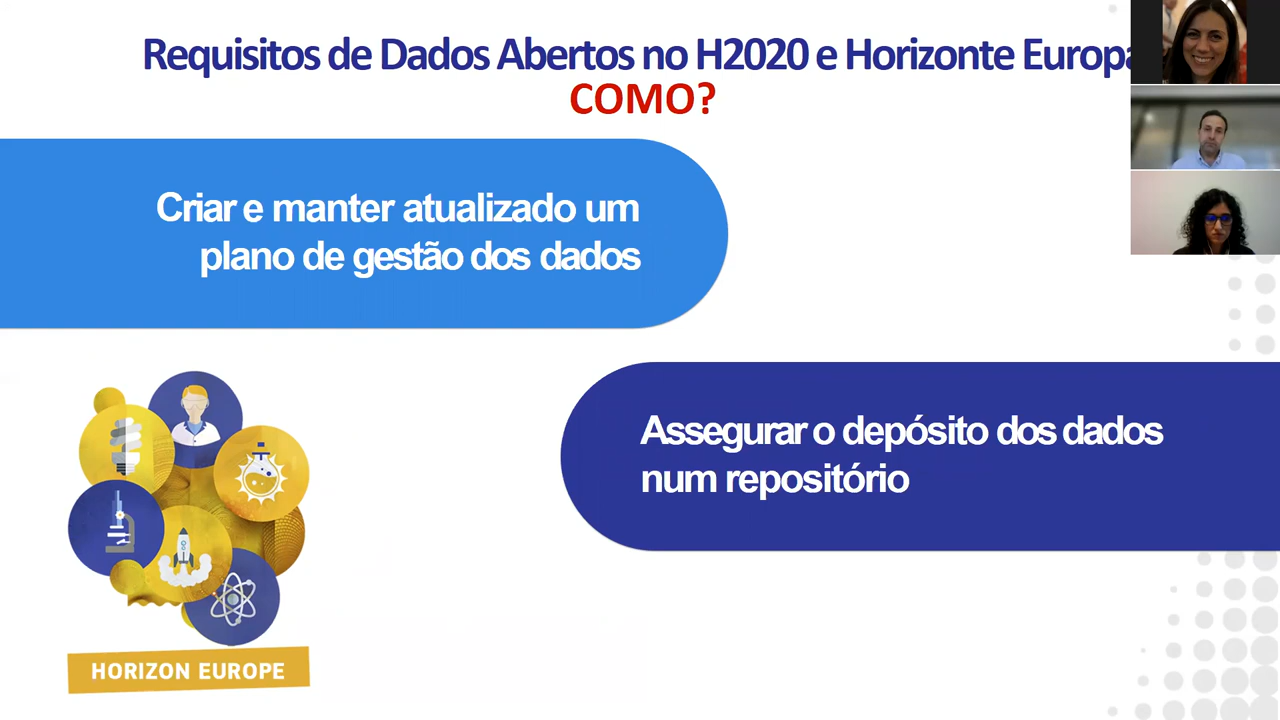 Requisitos de Dados Abertos no H2020 e Horizonte Europa
COMO?
Criar e manter atualizado um
plano de gestão dos dados
Assegurar o depósito dos dados
num repositório
HORIZON EUROPE